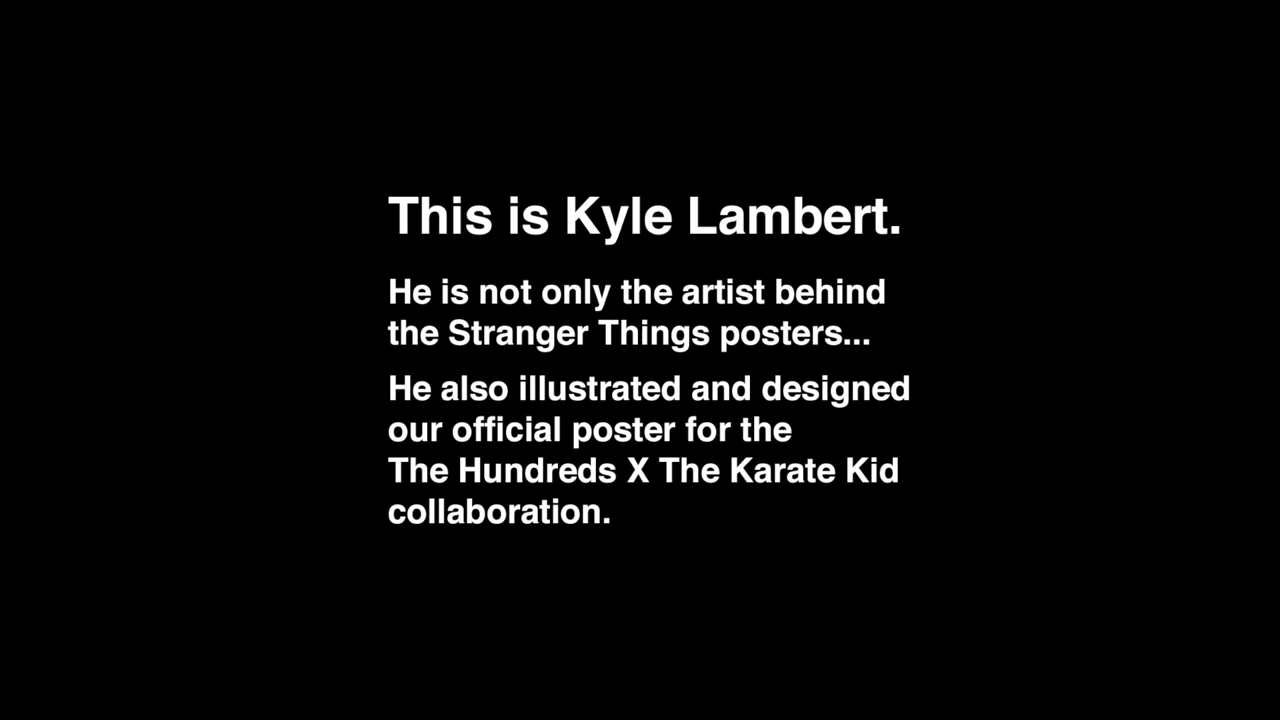 This is Kyle Lambert.
He is not only the artist behind
the Stranger Things posters...
He also illustrated and designed
our official poster for the
The Hundreds X The Karate Kid
collaboration.